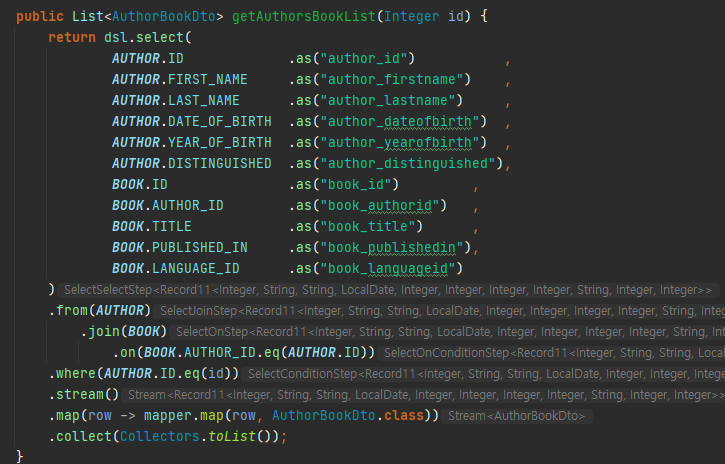 public List<AuthorBookDto> getAuthorsBookList(Integer id) {
return dsl.select(
AUTHOR.ID .as("author_id") ,
AUTHOR.FIRST_NAME .as("author_firstname") ,
AUTHOR.LAST_NAME .as("author_lastname") ,
AUTHOR.DATE_OF_BIRTH .as("author_dateofbirth") ,
AUTHOR.YEAR_OF_BIRTH .as("author_yearofbirth") ,
AUTHOR.DISTINGUISHED .as("author_distinguished"),
BOOK.ID .as("book_id") ,
BOOK.AUTHOR_ID .as("book_authorid") ,
BOOK.TITLE .as("book_title") ,
BOOK.PUBLISHED_IN .as("book_publishedin"),
BOOK.LANGUAGE_ID .as("book_languageid")
) SelectSelectStep<Record11<Integer, String, String, LocalDate, Integer, Integer, Integer, Integer, String, Integer, Integer>>
.from(AUTHOR) SelectJoinStep<Record11<Integer, String, String, LocalDate, Integer, Integer, Integer, Integer, String, Integer, Integer>>
.join(BOOK) SelectOnStep<Record11<Integer, String, String, LocalDate, Integer, Integer, Integer, Integer, String, Int
.on(BOOK.AUTHOR_ID.eq(AUTHOR.ID)) SelectOnConditionStep<Record11<Integer, String, String, Loca
.where(AUTHOR.ID.eq(id)) SelectConditionStep<Record11<Integer, String, String, LocalDate, Integer, Integer, Integer
.stream() Stream<Record11<Integer, String, String, LocalDate, Integer, Integer, Integer, Integer, String, Integer, Integer>>
.map(row -> mapper.map(row, AuthorBookDto.class)) Stream<AuthorBookDto>
.collect(Collectors.toList());
}